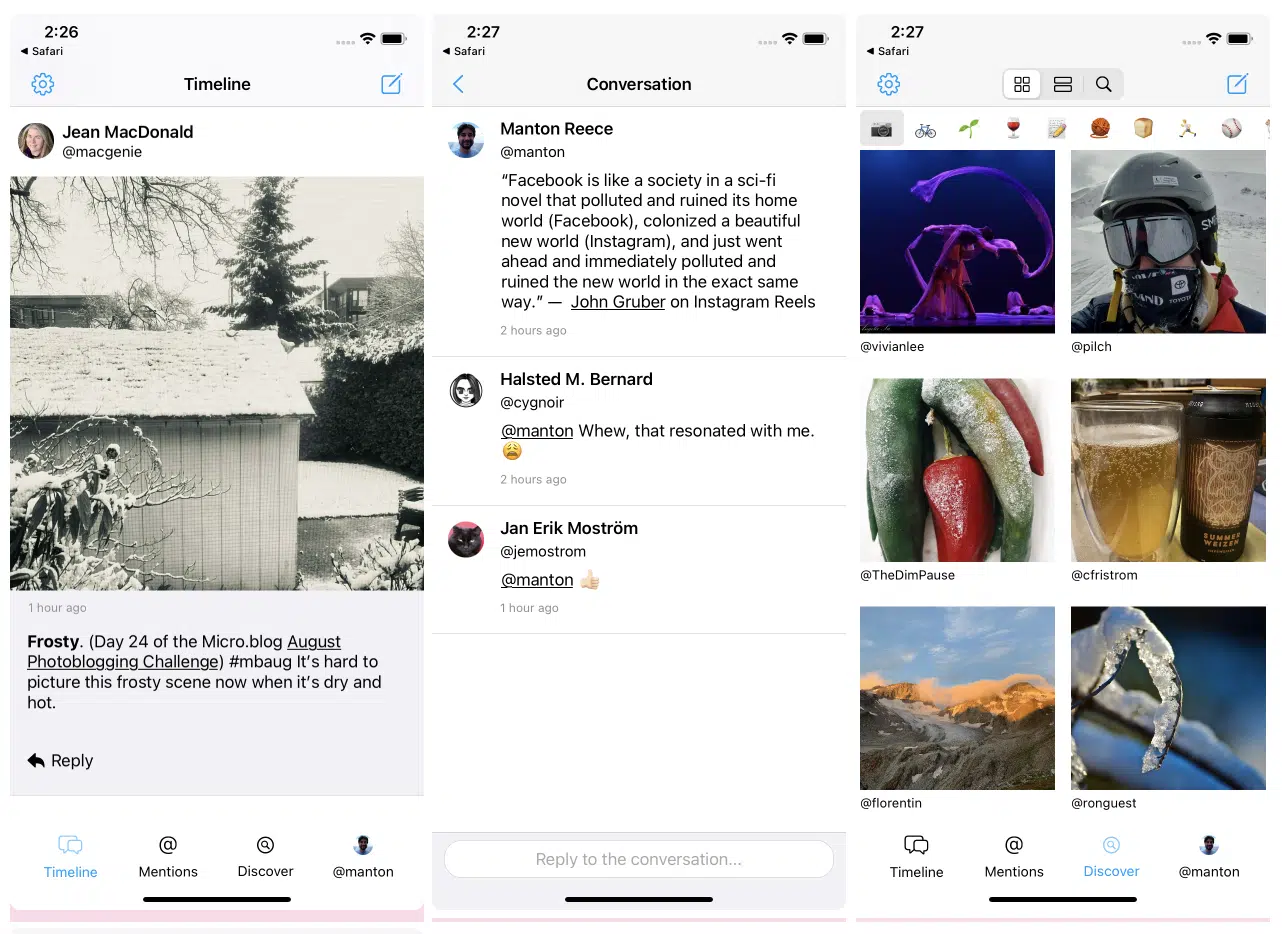 2:26
◀ Safari
Timeline
Jean MacDonald
@macgenie
1 hour ago
Frosty. (Day 24 of the Micro.blog August
Photoblogging Challenge) #mbaug It’s hard to
picture this frosty scene now when it’s dry and
hot.
Reply
Timeline
Mentions
Discover
@manton
2:27
◀ Safari
Conversation
Manton Reece
@manton
“Facebook is like a society in a sci-fi
novel that polluted and ruined its home
world (Facebook), colonized a beautiful
new world (Instagram), and just went
ahead and immediately polluted and
ruined the new world in the exact same
way.” — John Gruber on Instagram Reels
2 hours ago
Halsted M. Bernard
@cygnoir
@manton Whew, that resonated with me.
😩
2 hours ago
Jan Erik Moström
@jemostrom
@manton 👍🏻
1 hour ago
Reply to the conversation...
2:27
◀ Safari
@vivianlee
@pilch
TOYOTA
@TheDimPause
@cfristrom
SUMMER
WEIZEN
@florentin
@ronguest
Timeline
Mentions
Discover
@manton